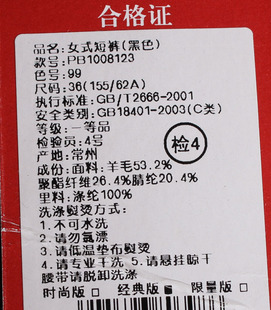 合格证
品名:女式短裤(黑色)
款号:PB1008123
色号:99
尺码:36(155/62A)
执行标准:GB/T2666-2001
安全类别:GB18401-2003(C类)
等级:一等品
检验员:4号
检4
产地:常州
成份:面料:羊毛53.2%
聚酯纤维26.4%腈纶20.4%
里料:涤纶100%
洗涤熨烫方式:
1.不可水洗
2.请勿氯漂
3.请低温垫布熨烫
4.请专业干洗 5.请悬挂晾干
腰带请脱卸洗涤
时尚版□ 经典版 限量版□